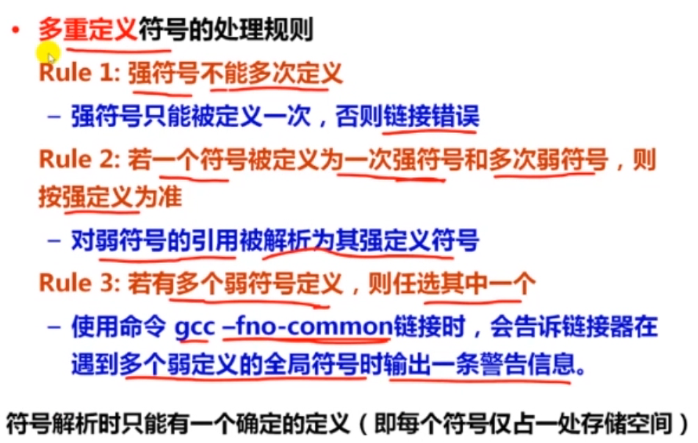 • 多重定义符号的处理规则
Rule 1: 强符号不能多次定义
– 强符号只能被定义一次，否则链接错误
Rule 2: 若一个符号被定义为一次强符号和多次弱符号，则
按强定义为准
– 对弱符号的引用被解析为其强定义符号
Rule 3: 若有多个弱符号定义，则任选其中一个
– 使用命令 gcc –fno-common链接时，会告诉链接器在
遇到多个弱定义的全局符号时输出一条警告信息。
符号解析时只能有一个确定的定义（即每个符号仅占一处存储空间）